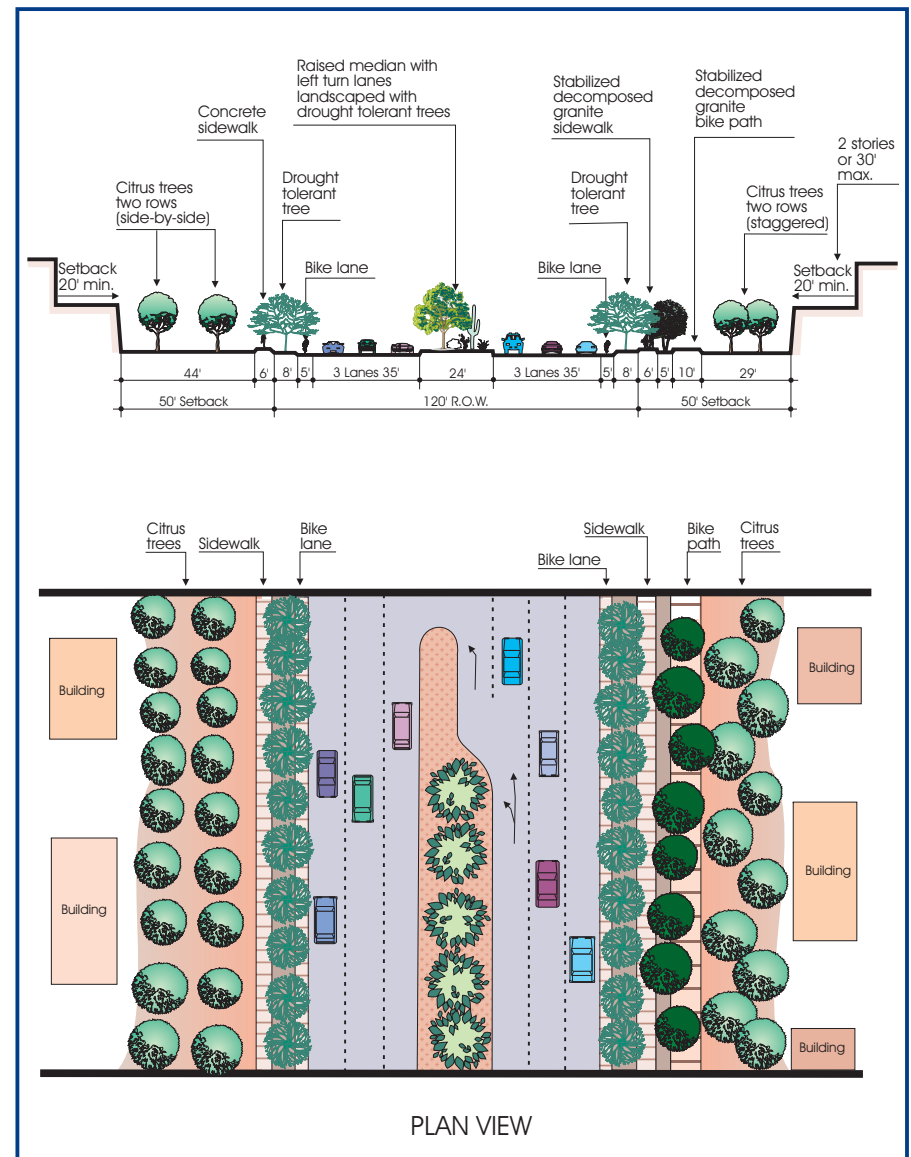 Raised median with
left turn lanes
landscaped with
drought tolerant trees
Stabilized
decomposed
granite
sidewalk
Stabilized
decomposed
granite
bike path
Concrete
sidewalk
2 stories
or 30'
max.
Citrus trees
two rows
(side-by-side)
Drought
tolerant
tree
Drought
tolerant
tree
Citrus trees
two rows
(staggered)
Setback
20' min.
Bike lane
Bike lane
Setback
20' min.
44' 6' 8' 5' 3 Lanes 35' 24' 3 Lanes 35' 5' 8' 6' 5' 10' 29'
50' Setback 120' R.O.W. 50' Setback
Citrus
trees
Sidewalk
Bike
lane
Bike lane
Sidewalk
Bike
path
Citrus
trees
Building
Building
Building
Building
Building
PLAN VIEW